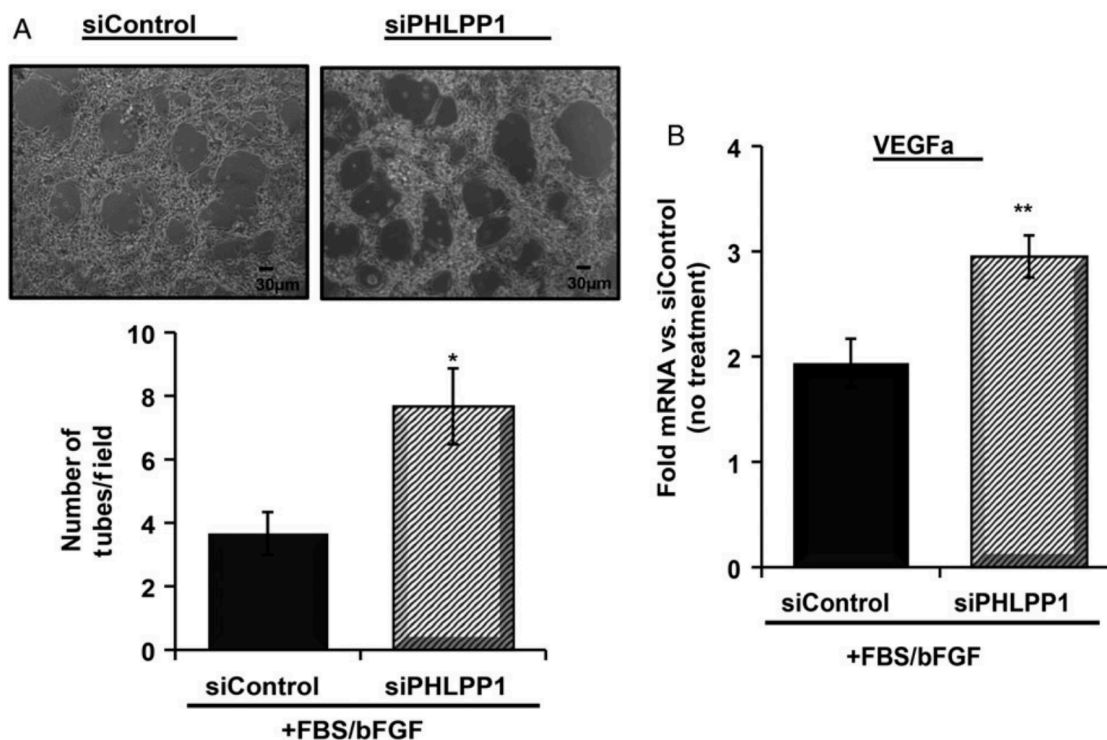 A
siControl
siPHLPP1
30µm
30µm
Number of
tubes/field
10
8
6
4
2
0
*
siControl
siPHLPP1
+FBS/bFGF
B
VEGFa
Fold mRNA vs. siControl
(no treatment)
4
3
2
1
0
**
siControl
siPHLPP1
+FBS/bFGF